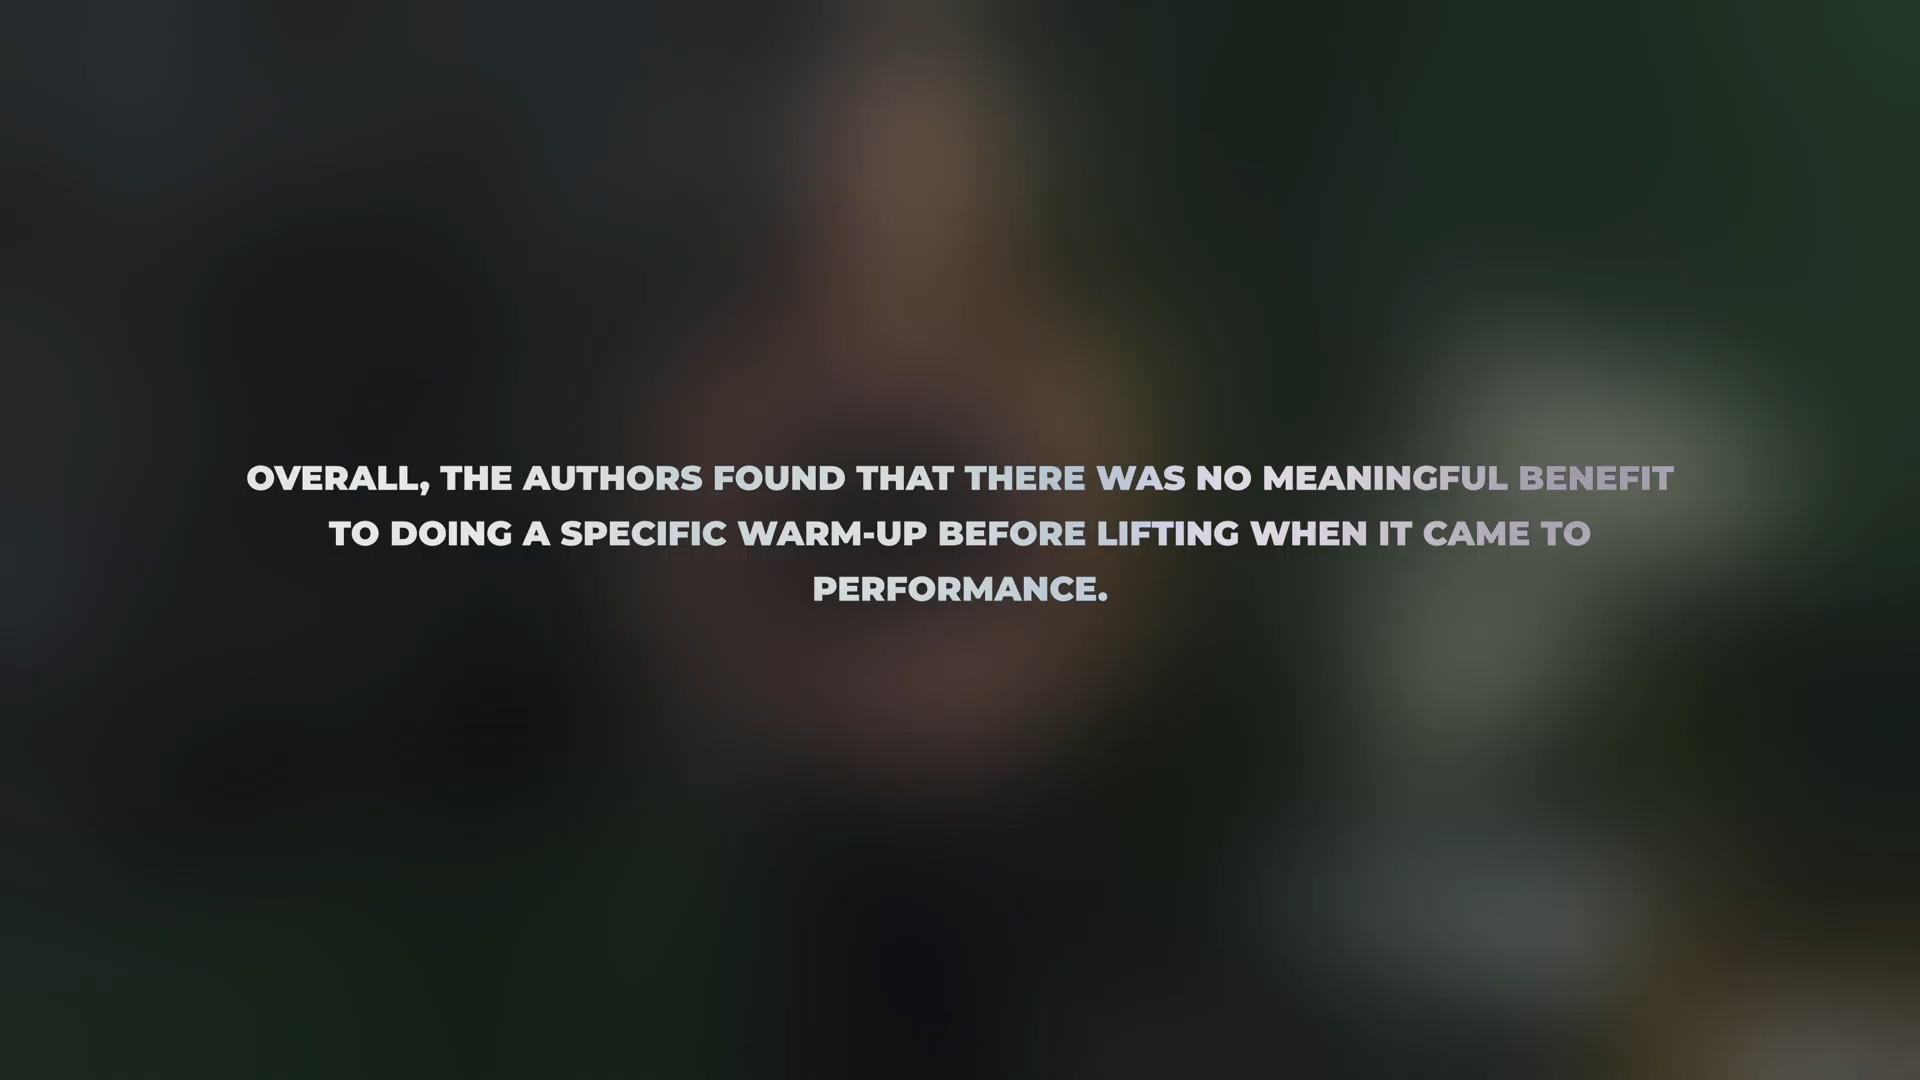 OVERALL, THE AUTHORS FOUND THAT THERE WAS NO MEANINGFUL BENEFIT
TO DOING A SPECIFIC WARM-UP BEFORE LIFTING WHEN IT CAME TO
PERFORMANCE.